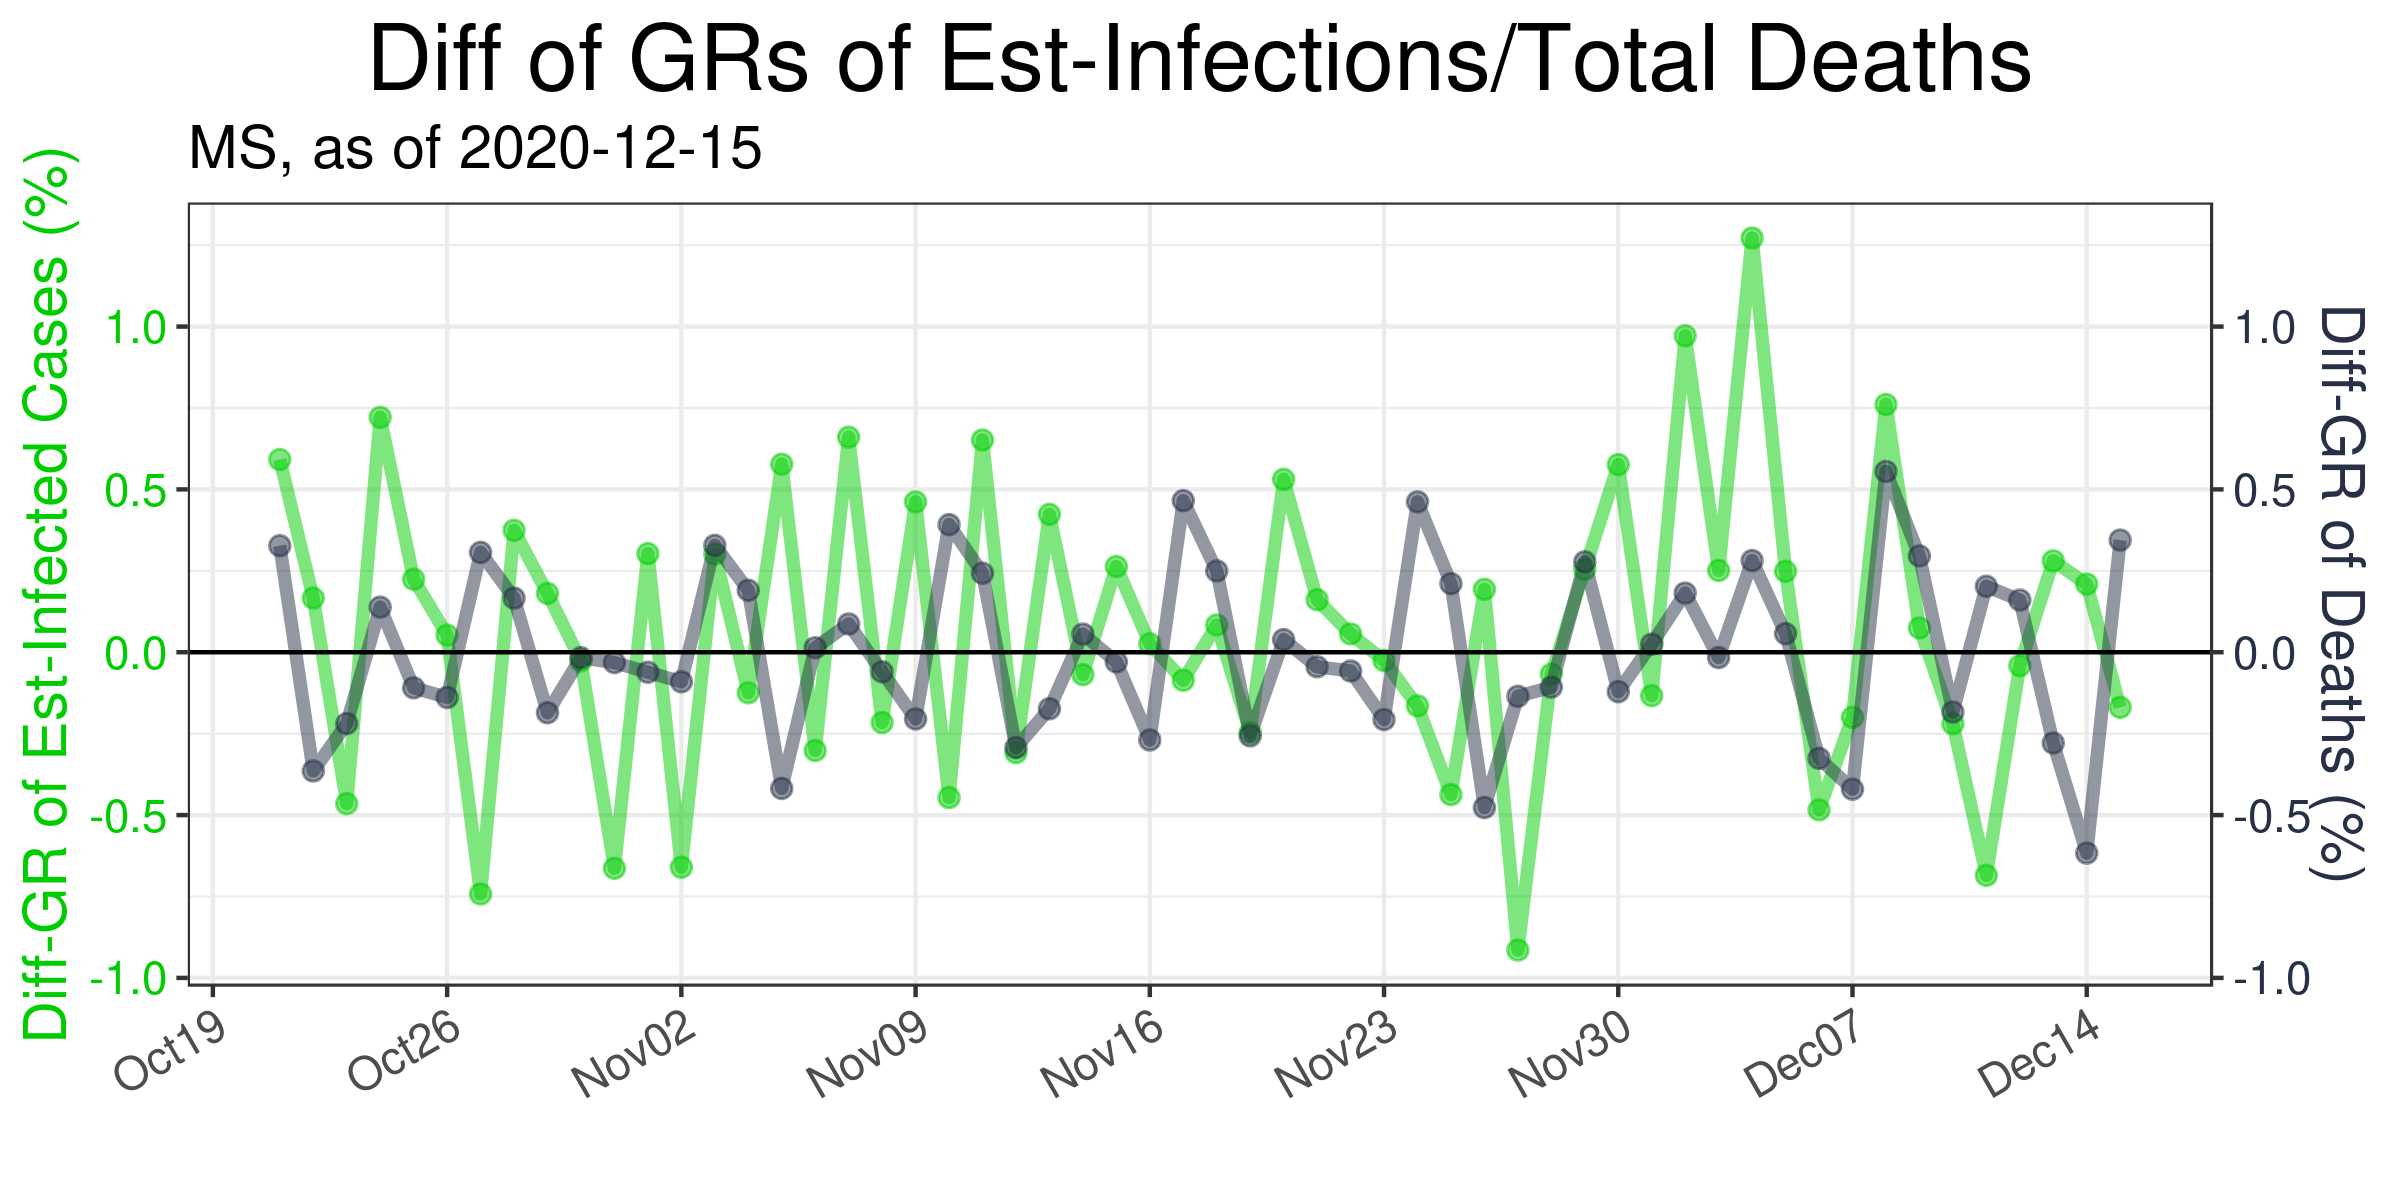 Diff of GRs of Est-Infections/Total Deaths
MS, as of 2020-12-15
Diff-GR of Est-Infected Cases (%)
1.0
0.5
0.0
-0.5
-1.0
1.0
0.5
0.0
-0.5
-1.0
Diff-GR of Deaths (%)
Oct19
Oct26
Nov02
Nov09
Nov16
Nov23
Nov30
Dec07
Dec14